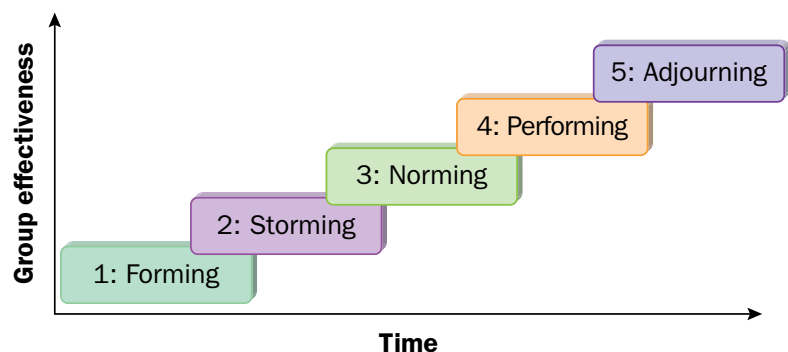 Group effectiveness
5: Adjourning
4: Performing
3: Norming
2: Storming
1: Forming
Time